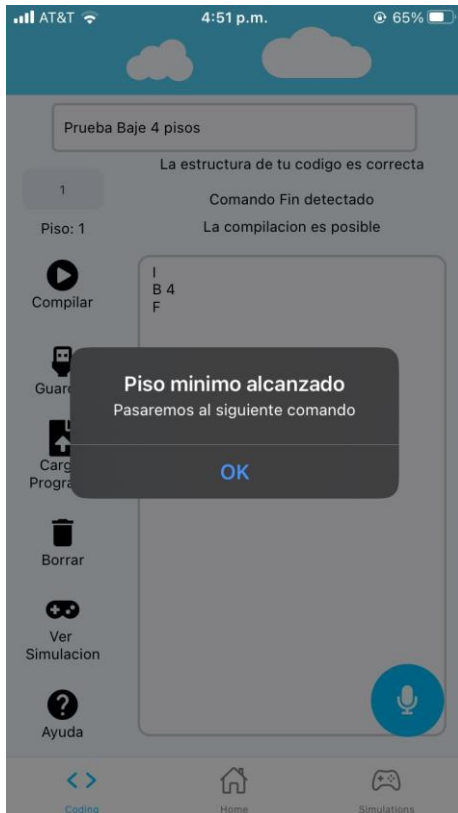 AT&T 4:51 p.m. 65%
Prueba Baje 4 pisos
La estructura de tu codigo es correcta
1
Comando Fin detectado
Piso: 1
La compilacion es posible
I
B 4
F
Compilar
Piso minimo alcanzado
Pasaremos al siguiente comando
OK
Borrar
Ver
Simulacion
Ayuda
Coding Home Simulations